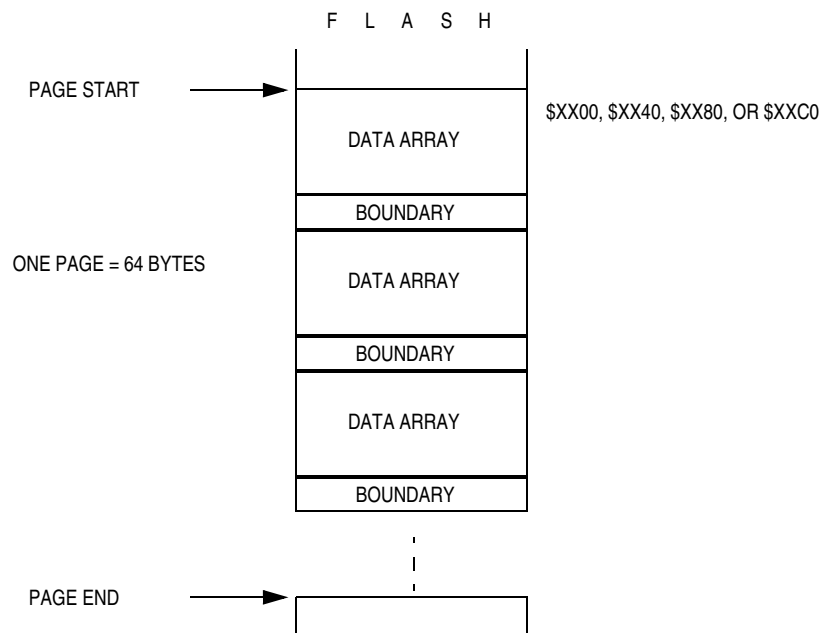 F L A S H
PAGE START
$XX00, $XX40, $XX80, OR $XXC0
DATA ARRAY
BOUNDARY
ONE PAGE = 64 BYTES
DATA ARRAY
BOUNDARY
DATA ARRAY
BOUNDARY
PAGE END